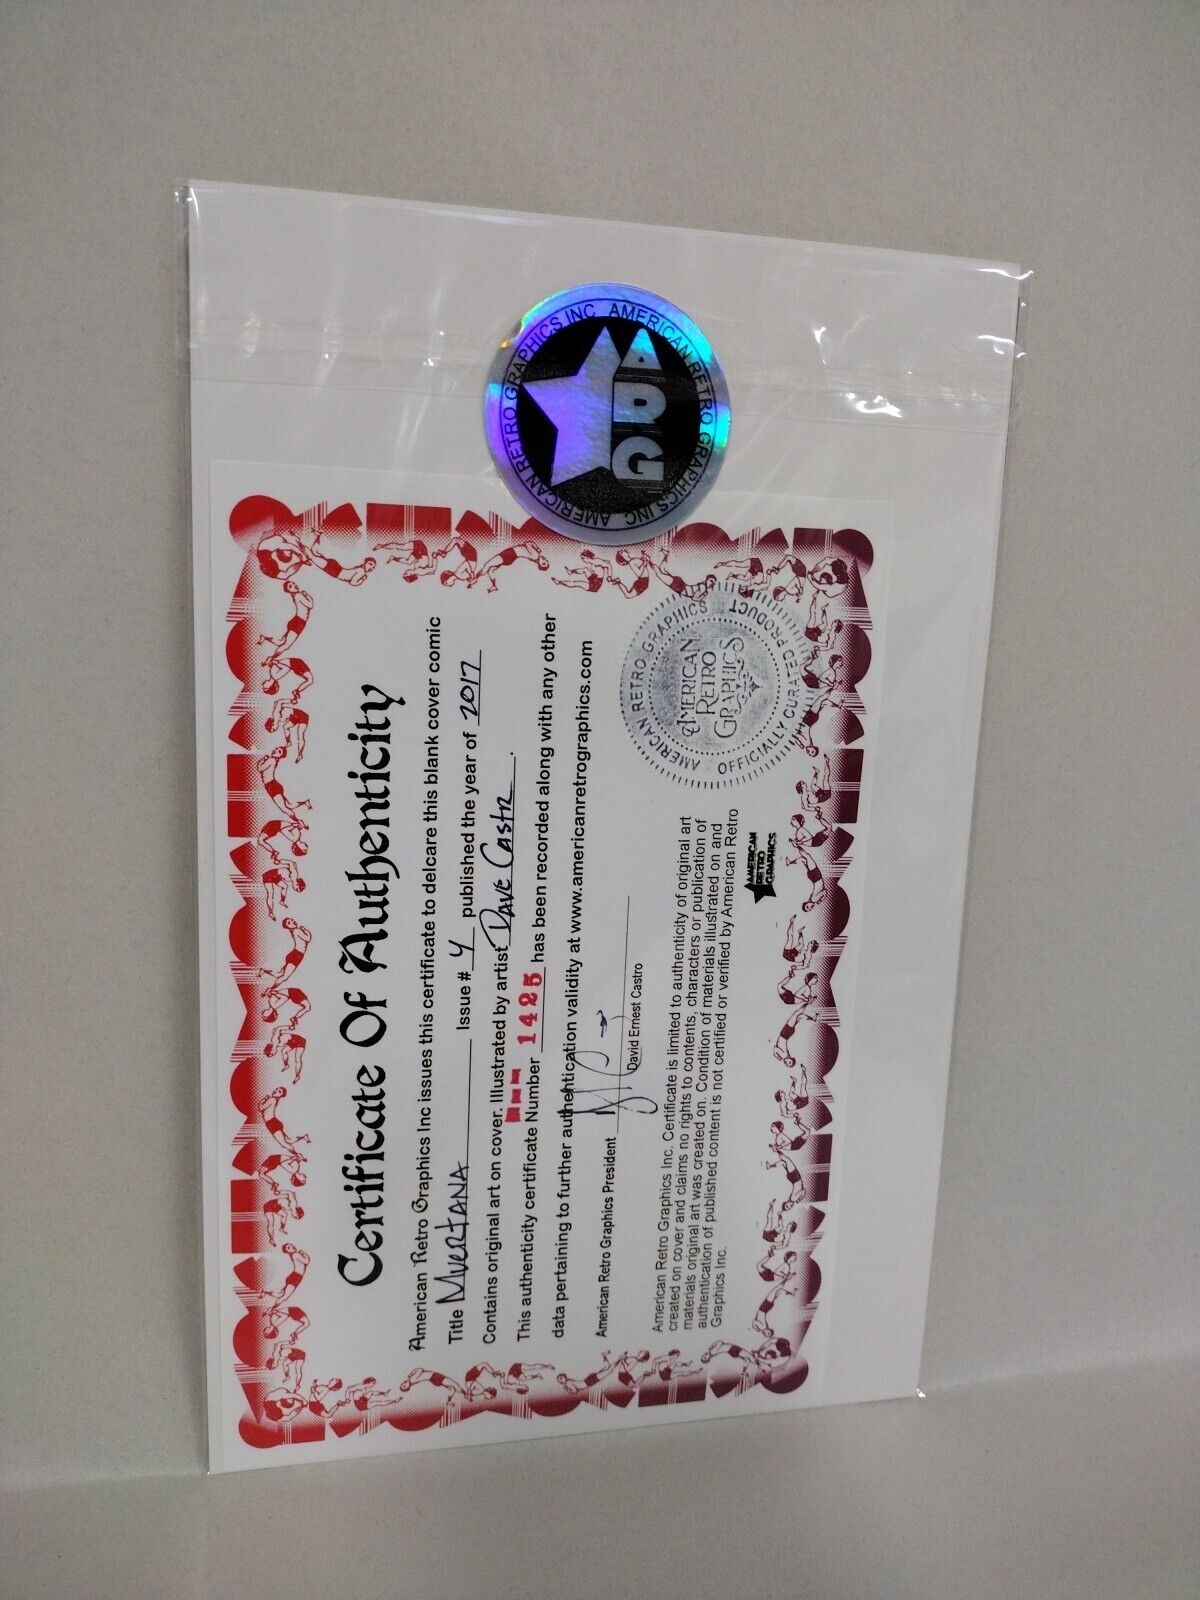 Certificate Of Authenticity
American Retro Graphics Inc issues this certificate to delcare this blank cover comic
Title Muertana Issue # 4 published the year of 2017
Contains original art on cover. Illustrated by artist Dave Castr.
This authenticity certificate Number 1425 has been recorded along with any other
data pertaining to further authentication validity at www.americanretrographics.com
American Retro Graphics President
David Ernest Castro
American Retro Graphics Inc. Certificate is limited to authenticity of original art
created on cover and claims no rights to contents, characters or publication of
materials original art was created on. Condition of materials illustrated on and
authentication of published content is not certified or verified by American Retro
Graphics Inc.
AMERICAN
RETRO
GRAPHICS
AMERICAN RETRO GRAPHICS
OFFICIALLY CURATED PRODUCT
AMERICAN
RETRO
GRAPHICS
AMERICAN RETRO GRAPHICS INC
AMERICAN RETRO GRAPHICS INC
ARG